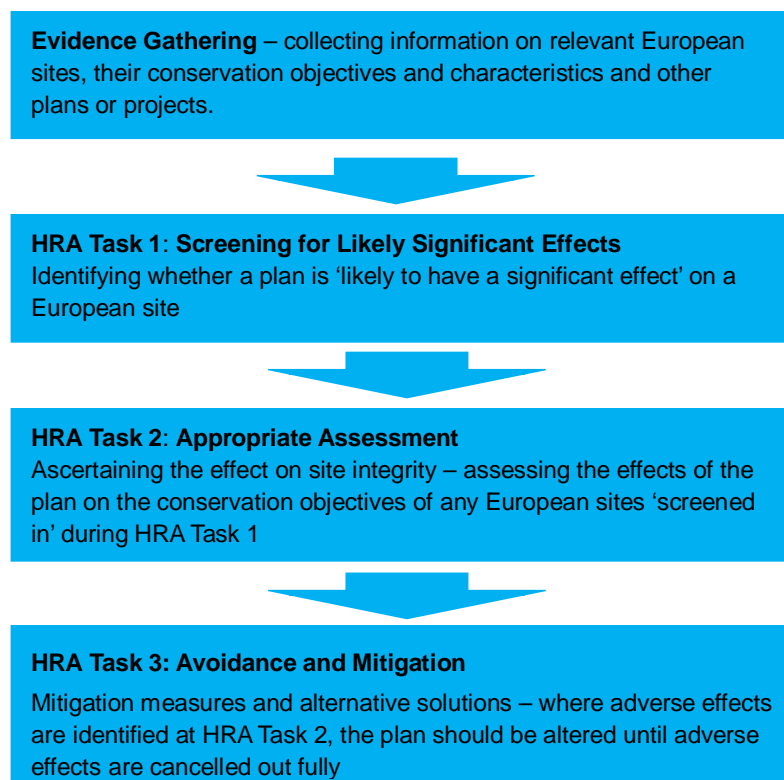 Evidence Gathering – collecting information on relevant European
sites, their conservation objectives and characteristics and other
plans or projects.
HRA Task 1: Screening for Likely Significant Effects
Identifying whether a plan is ‘likely to have a significant effect’ on a
European site
HRA Task 2: Appropriate Assessment
Ascertaining the effect on site integrity – assessing the effects of the
plan on the conservation objectives of any European sites ‘screened
in’ during HRA Task 1
HRA Task 3: Avoidance and Mitigation
Mitigation measures and alternative solutions – where adverse effects
are identified at HRA Task 2, the plan should be altered until adverse
effects are cancelled out fully